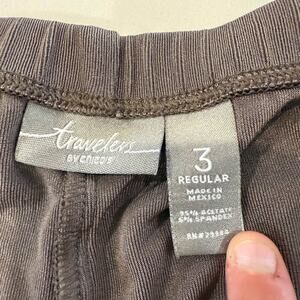 travelers
BY CHICO'S
3
REGULAR
MADE IN
MEXICO
95% ACETATE
5% SPANDEX